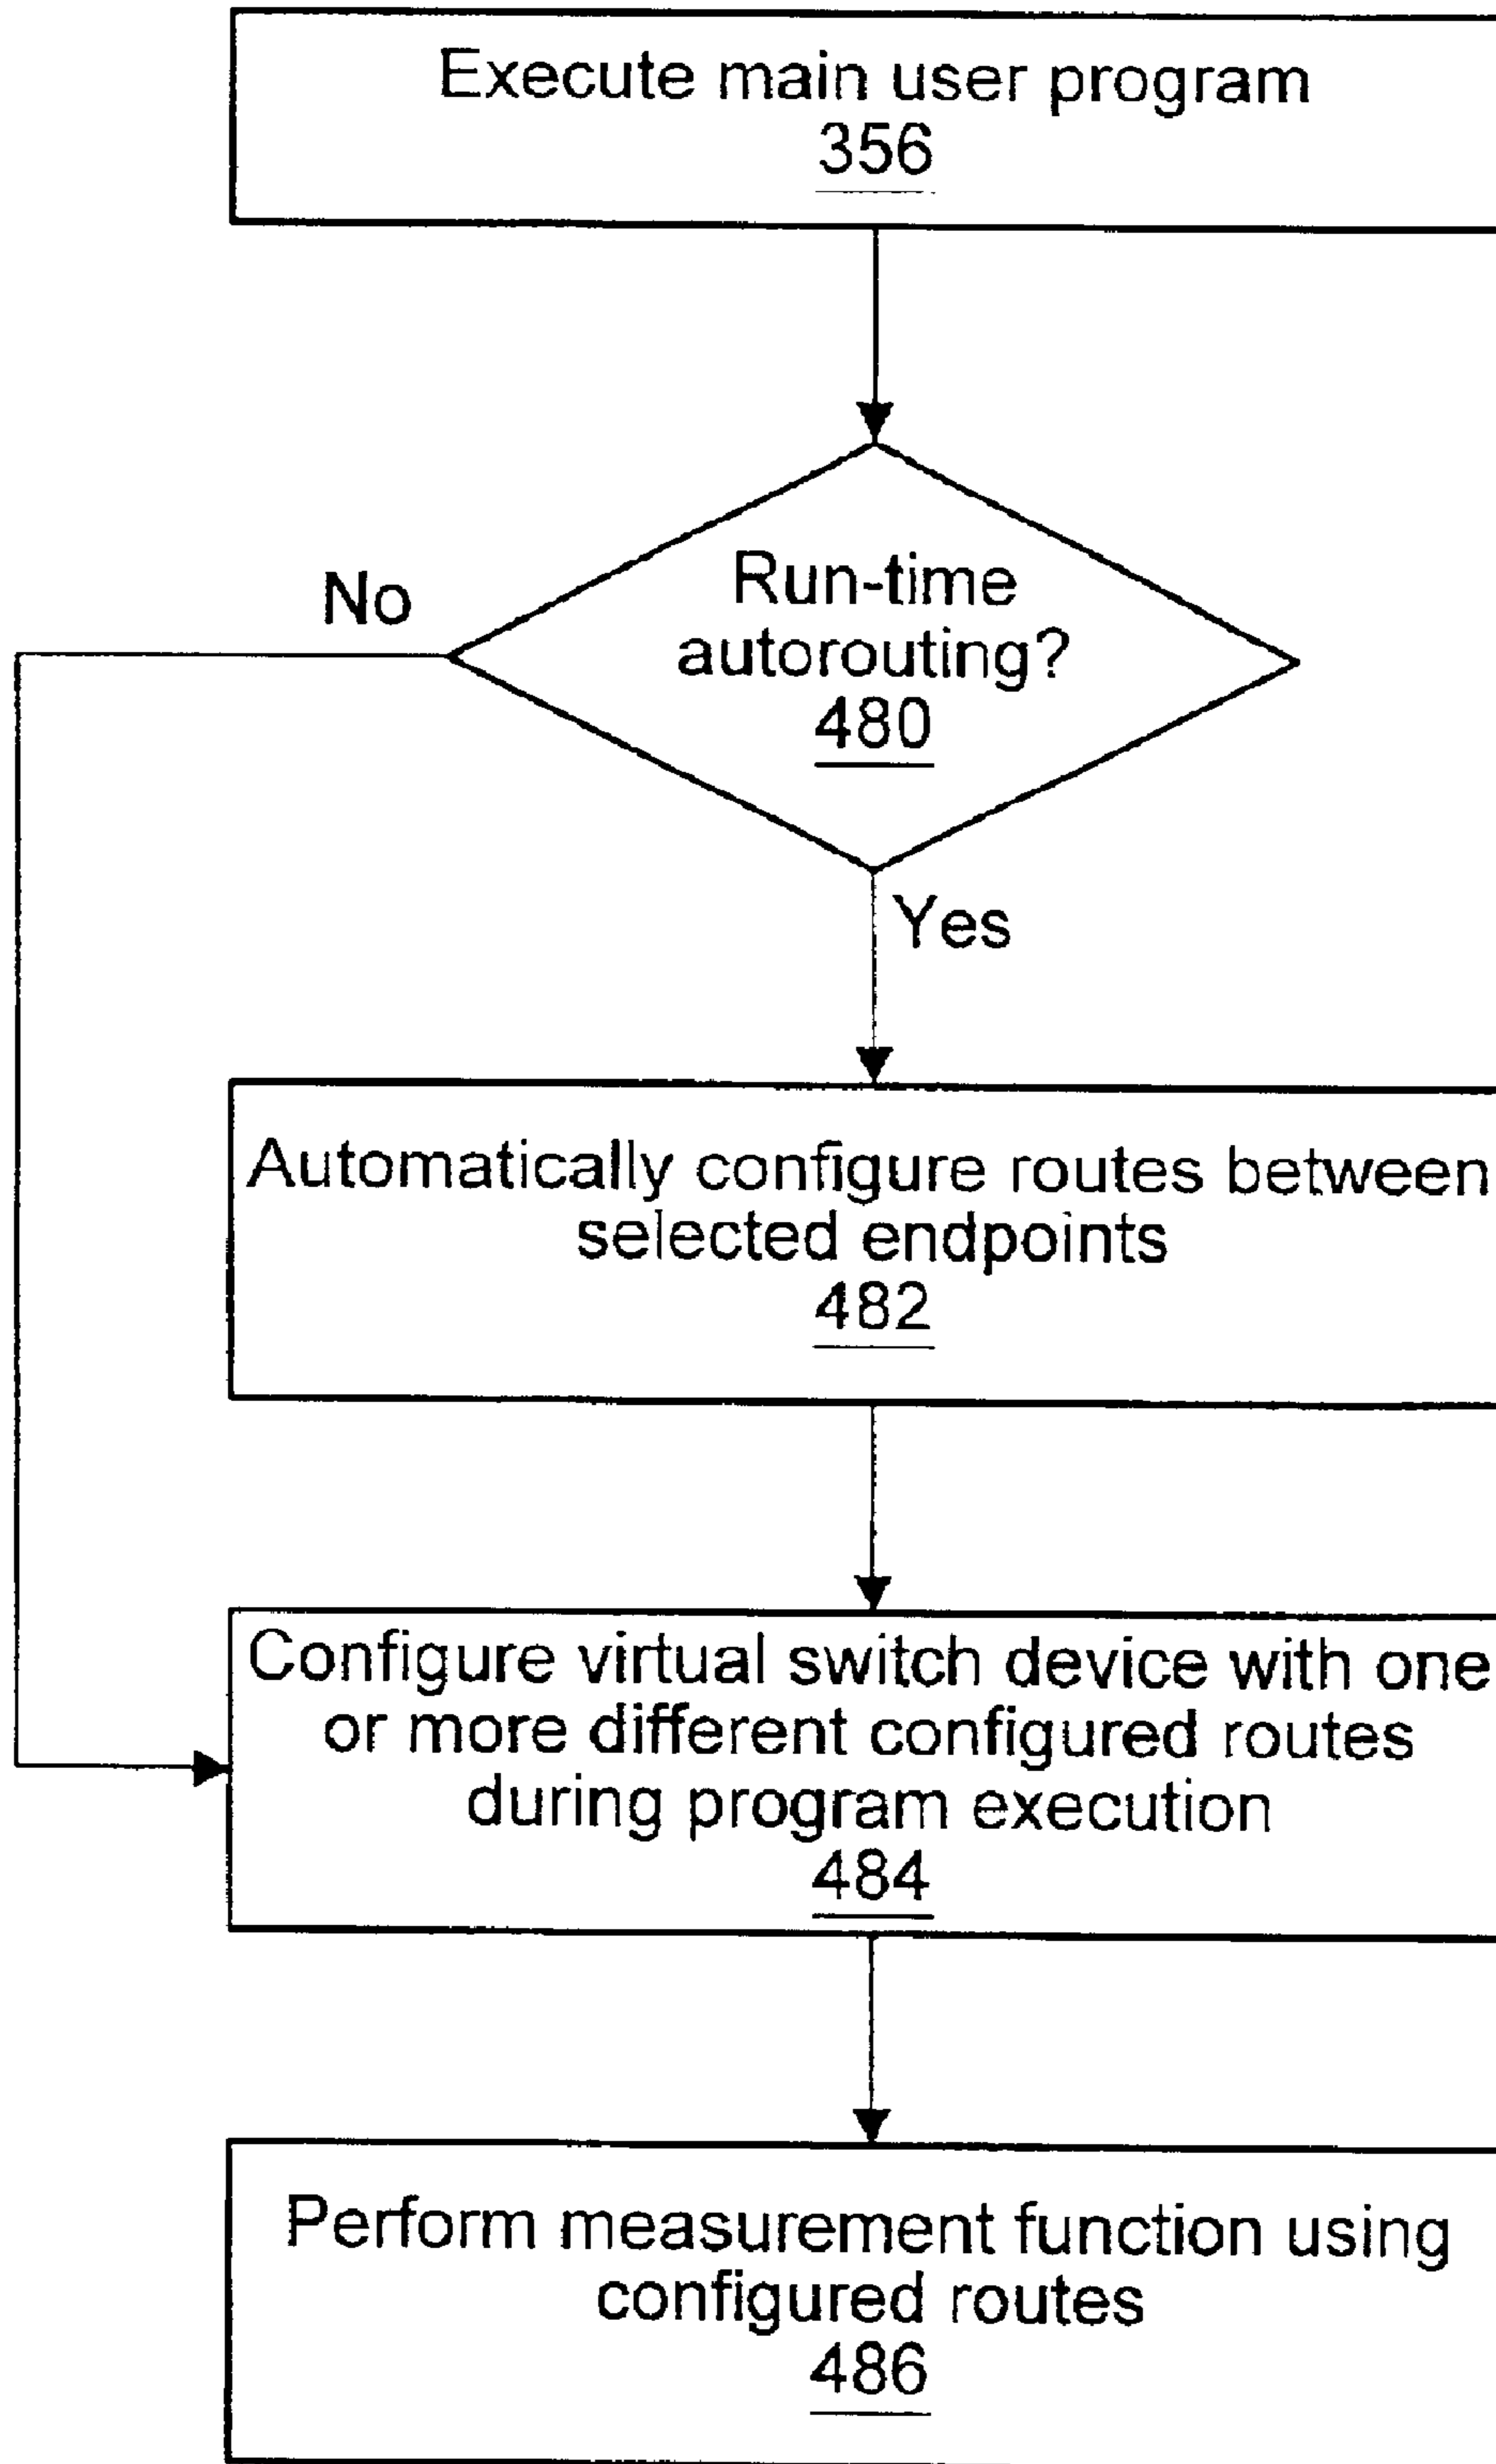 Execute main user program
356
Run-time
autorouting?
480
No
Yes
Automatically configure routes between
selected endpoints
482
Configure virtual switch device with one
or more different configured routes
during program execution
484
Perform measurement function using
configured routes
486